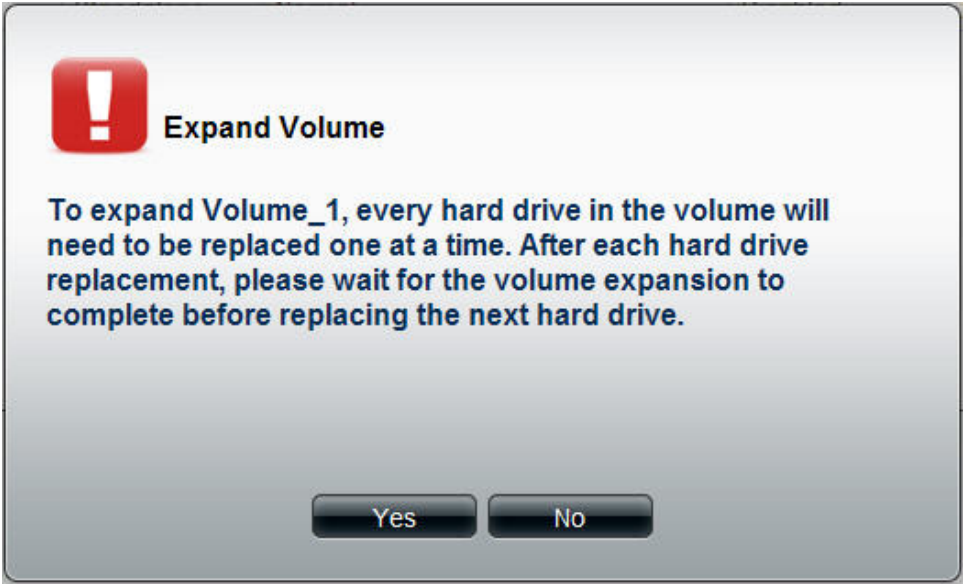 Expand Volume
To expand Volume_1, every hard drive in the volume will
need to be replaced one at a time. After each hard drive
replacement, please wait for the volume expansion to
complete before replacing the next hard drive.
Yes No